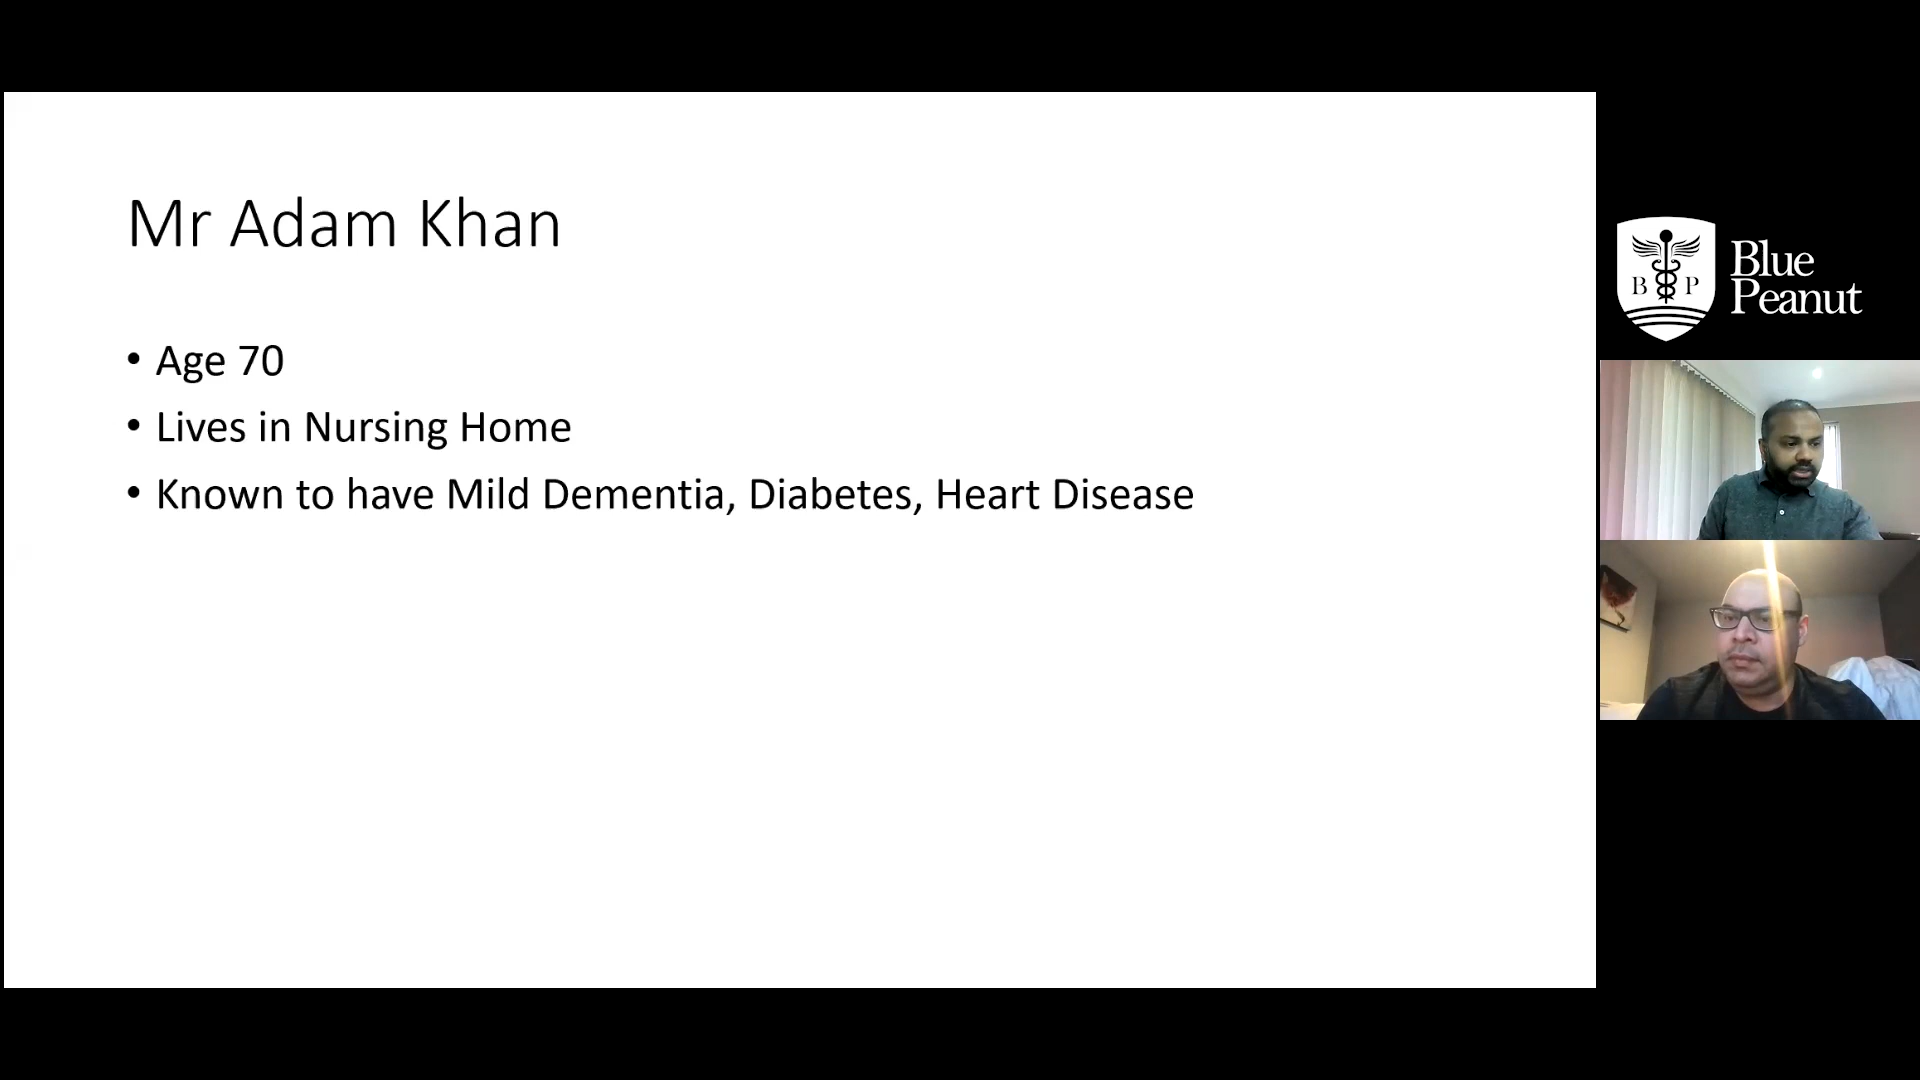 Mr Adam Khan
• Age 70
• Lives in Nursing Home
• Known to have Mild Dementia, Diabetes, Heart Disease
B P
Blue
Peanut